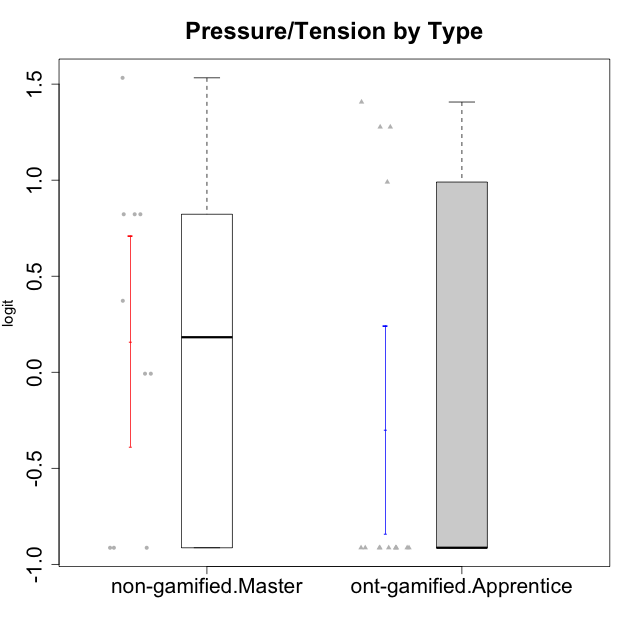 Pressure/Tension by Type
1.5
1.0
0.5
0.0
-0.5
-1.0
logit
non-gamified.Master
ont-gamified.Apprentice